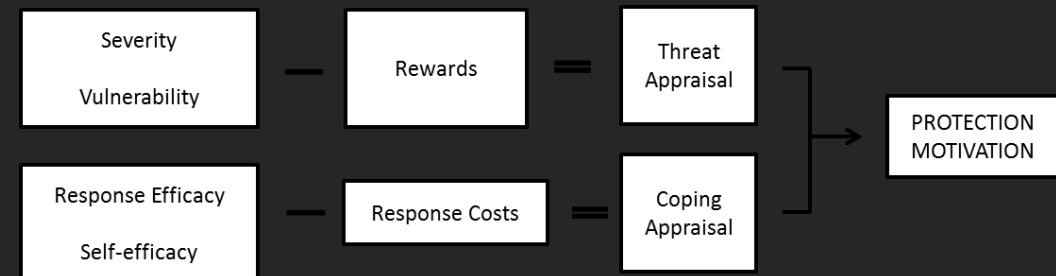 Severity
Vulnerability
Rewards
Threat
Appraisal
PROTECTION
MOTIVATION
Response Efficacy
Self-efficacy
Response Costs
Coping
Appraisal